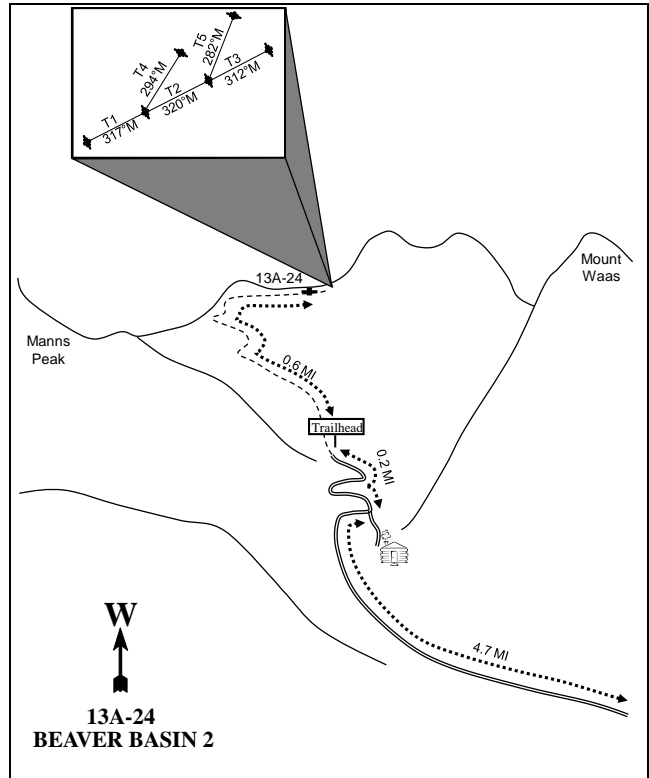 T5
282°M
T3
312°M
T4
294°M
T2
320°M
T1
317°M
Mount
Waas
13A-24
Manns
Peak
0.6 MI
Trailhead
0.2 MI
4.7 MI
W
13A-24
BEAVER BASIN 2